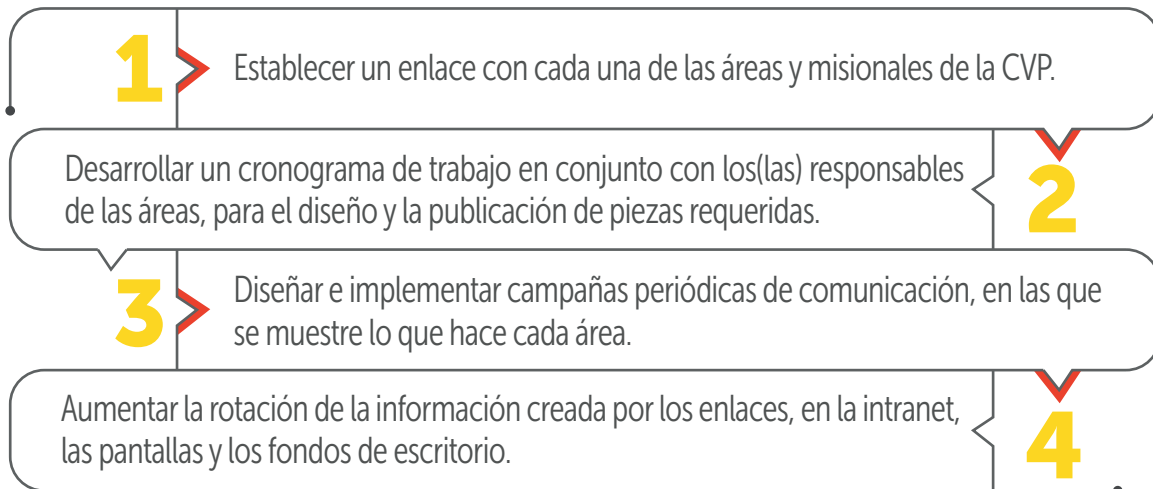 1
Establecer un enlace con cada una de las áreas y misionales de la CVP.
Desarrollar un cronograma de trabajo en conjunto con los(las) responsables
de las áreas, para el diseño y la publicación de piezas requeridas.
2
3
Diseñar e implementar campañas periódicas de comunicación, en las que
se muestre lo que hace cada área.
Aumentar la rotación de la información creada por los enlaces, en la intranet,
las pantallas y los fondos de escritorio.
4